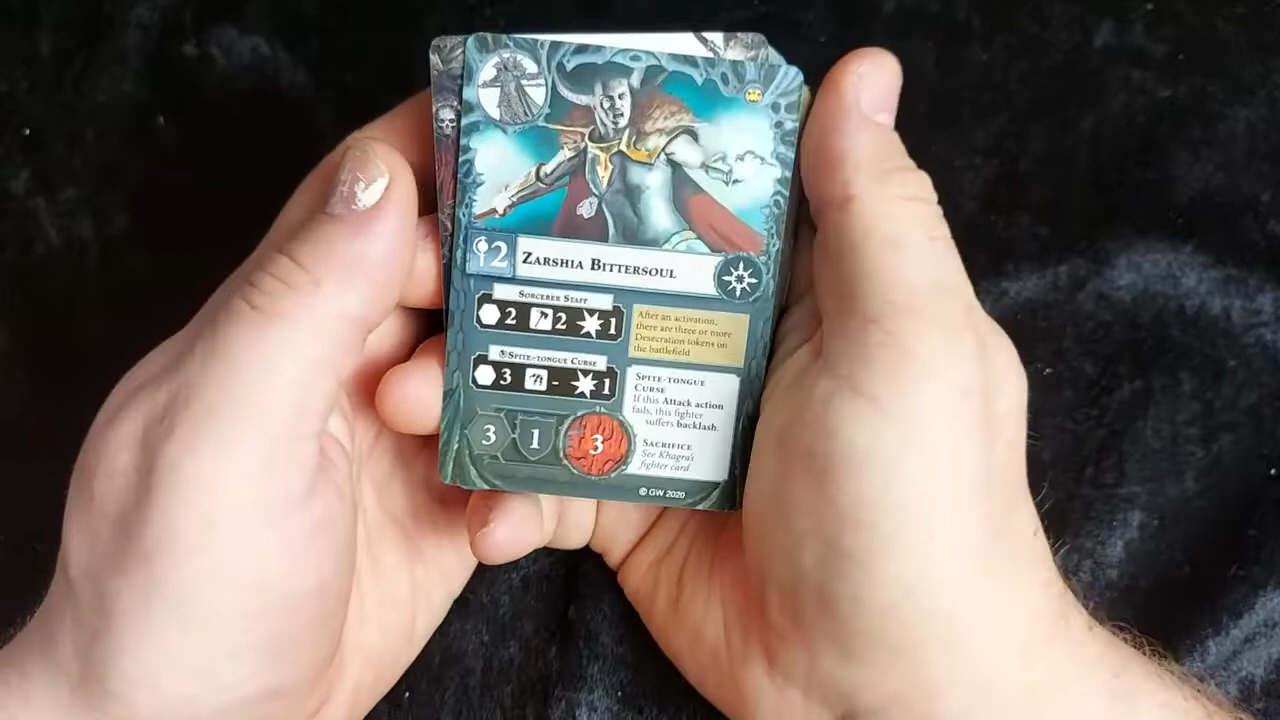 2
ZARSHIA BITTERSOUL
SORCERER STAFF
2 2 1
After an activation,
there are three or more
Desecration tokens on
the battlefield
SPITE-TONGUE CURSE
3 - 1
SPITE-TONGUE
CURSE
If this Attack action
fails, this fighter
suffers backlash.
SACRIFICE
See Khagra's
fighter card
3 1 3
© GW 2020